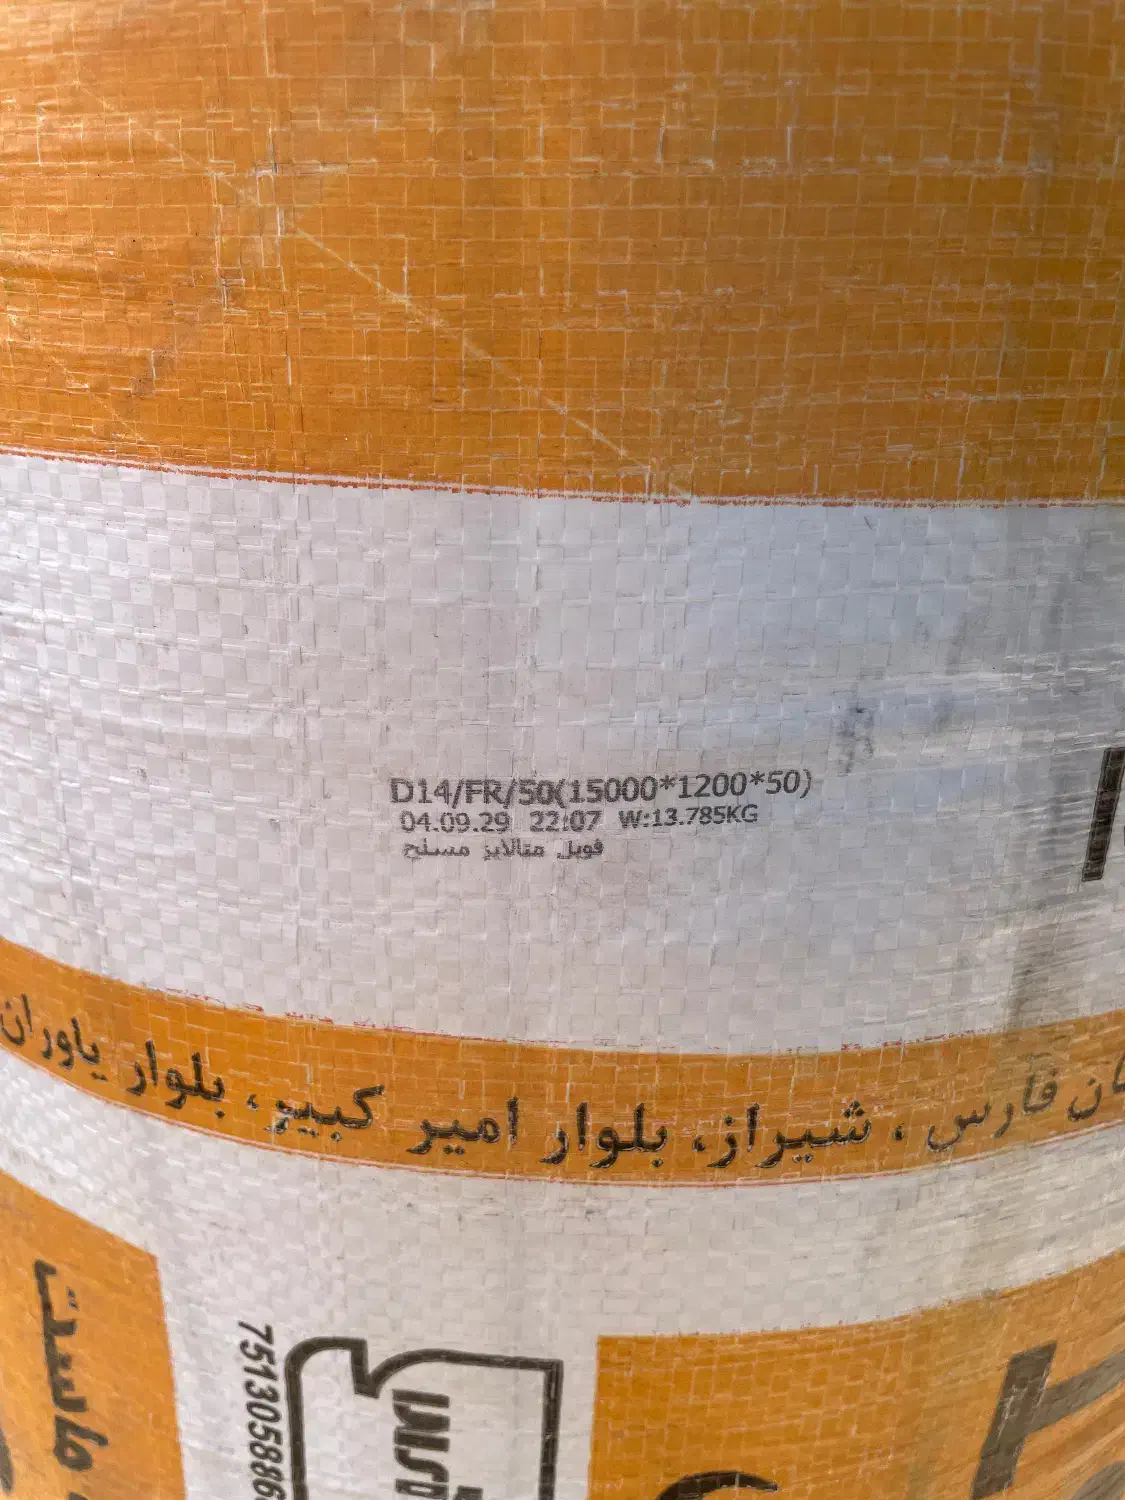 D14/FR/50(15000*1200*50)
04.09.29 22:07 W:13.785KG
فویل متالایز مسلح
فارس ، شیراز، بلوار امیر کبیر ، بلوار یاوران
ماست